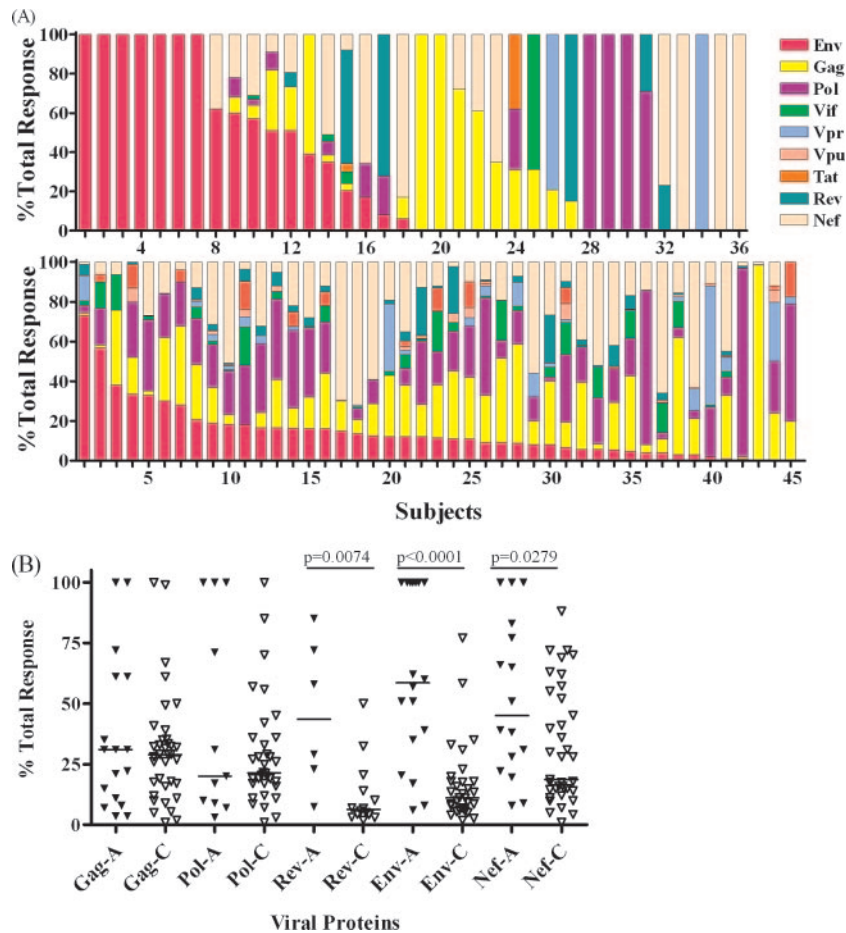 (A)
100
80
60
40
20
0
% Total Response
4 8 12 16 20 24 28 32 36
Env
Gag
Pol
Vif
Vpr
Vpu
Tat
Rev
Nef
100
80
60
40
20
0
% Total Response
5 10 15 20 25 30 35 40 45
Subjects
(B)
p=0.0074 p<0.0001 p=0.0279
100
75
50
25
0
% Total Response
Gag-A Gag-C Pol-A Pol-C Rev-A Rev-C Env-A Env-C Nef-A Nef-C
Viral Proteins